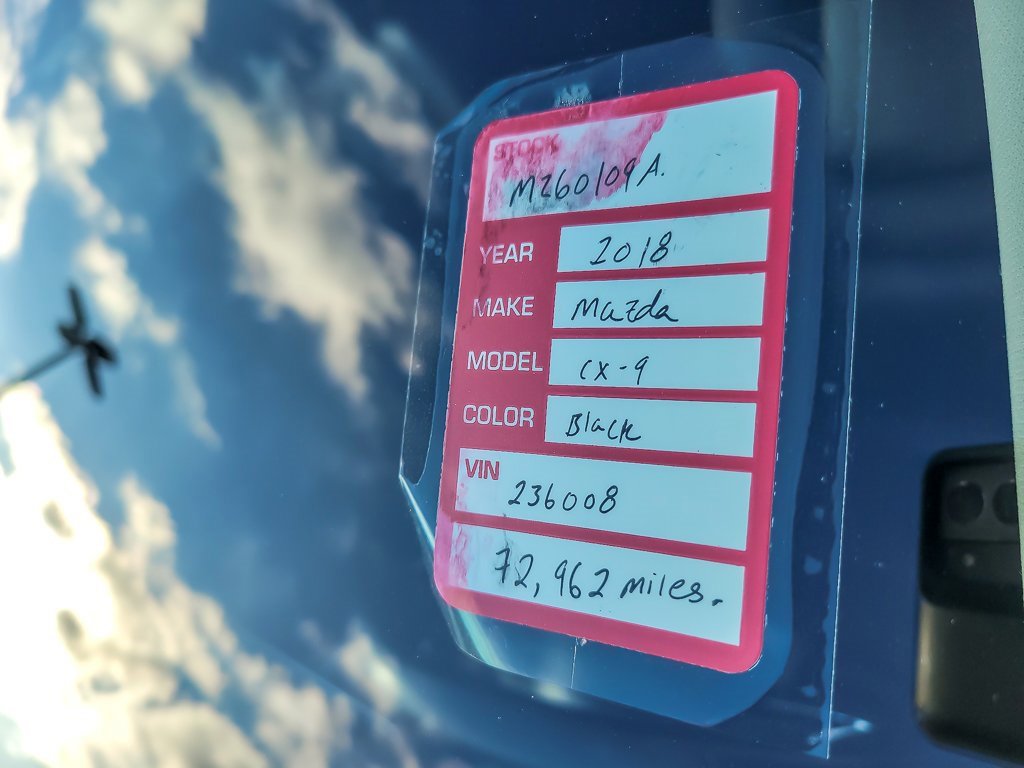 STOCK
MZ60109A.
YEAR 2018
MAKE Mazda
MODEL CX-9
COLOR Black
VIN
236008
72,962 miles.